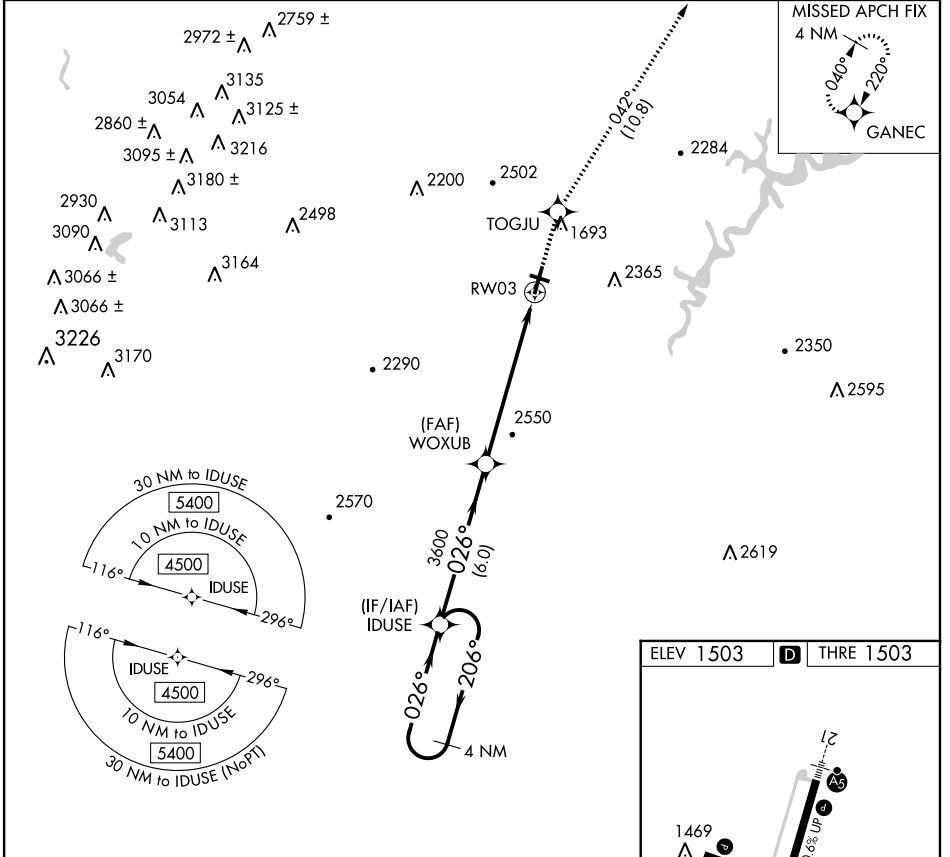 MISSED APCH FIX
4 NM
040°
220°
GANEC
2759 ±
2972 ±
3135
3054
3125 ±
2860 ±
3216
3095 ±
3180 ±
2930
3113
3090
2498
3164
3066 ±
3066 ±
3226
3170
042°
(10.8)
2284
2502
2200
TOGJU
1693
2365
RW03
2290
2350
2595
(FAF)
WOXUB
2550
2570
3600
026°
(6.0)
2619
(IF/IAF)
IDUSE
026°
206°
4 NM
30 NM to IDUSE
5400
10 NM to IDUSE
4500
116°
IDUSE
296°
116°
IDUSE
296°
4500
10 NM to IDUSE
5400
30 NM to IDUSE (NoPT)
ELEV 1503
D
THRE 1503
21
A5
P
0.6% UP
1469
P